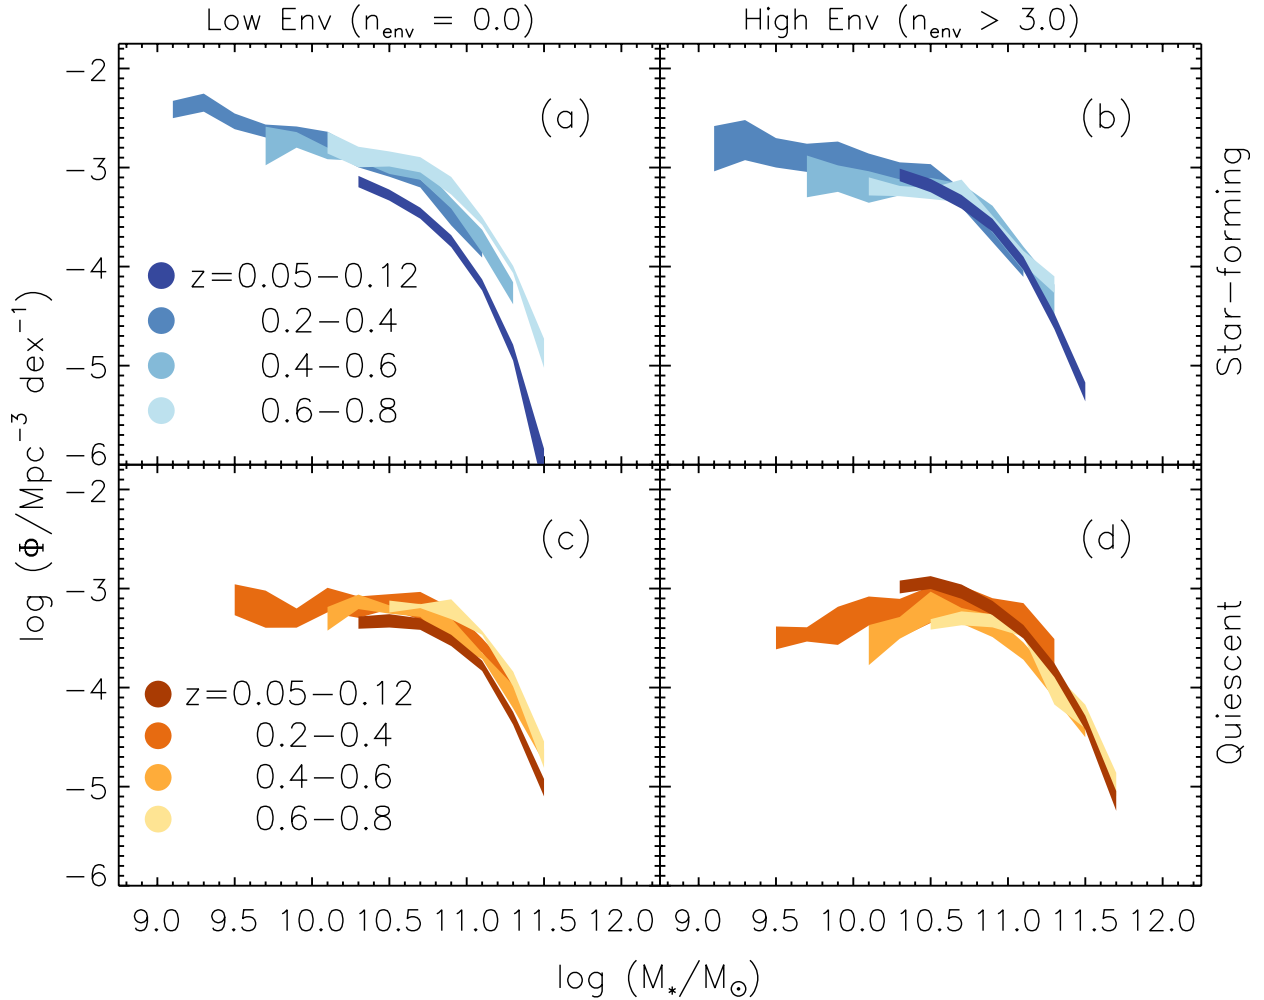 Low Env (n_env = 0.0)
High Env (n_env > 3.0)
(a)
(b)
−2
−3
−4
−5
−6
z=0.05−0.12
0.2−0.4
0.4−0.6
0.6−0.8
Star−forming
(c)
(d)
−2
−3
−4
−5
−6
z=0.05−0.12
0.2−0.4
0.4−0.6
0.6−0.8
Quiescent
log (Φ/Mpc⁻³ dex⁻¹)
9.0 9.5 10.0 10.5 11.0 11.5 12.0
9.0 9.5 10.0 10.5 11.0 11.5 12.0
log (M_*/M_⊙)